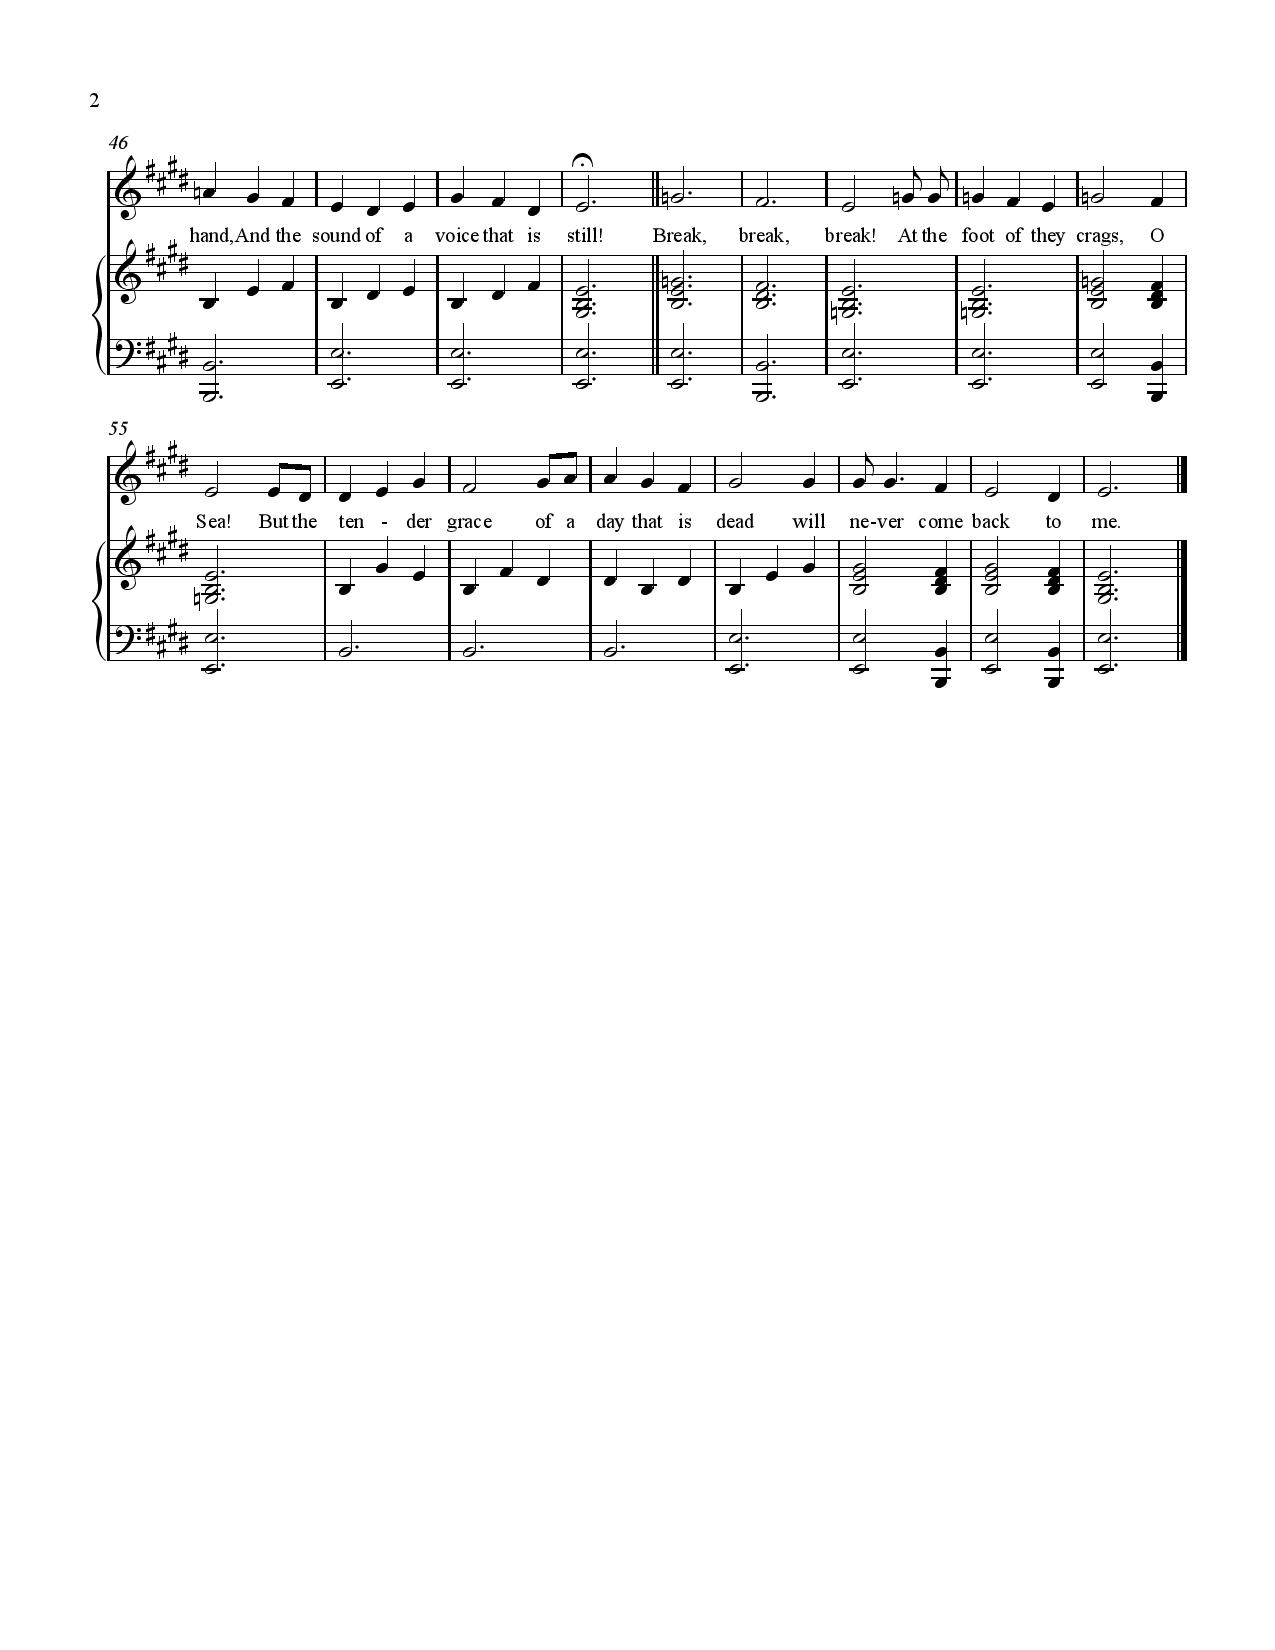 2
46
hand,And the sound of a voice that is still! Break, break, break! At the foot of they crags, O
55
Sea! But the ten - der grace of a day that is dead will ne-ver come back to me.